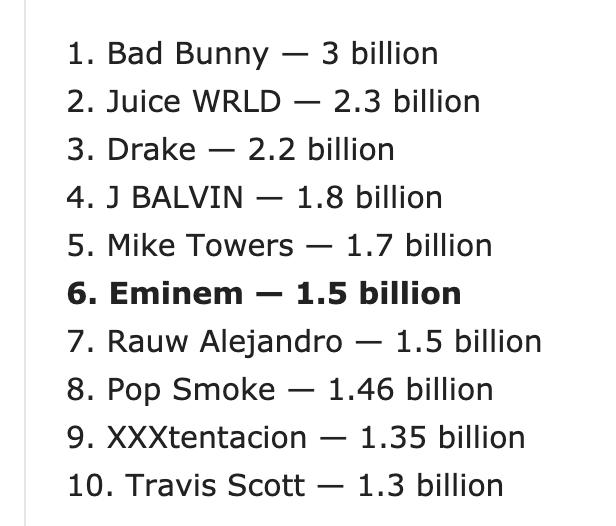 1. Bad Bunny — 3 billion
2. Juice WRLD — 2.3 billion
3. Drake — 2.2 billion
4. J BALVIN — 1.8 billion
5. Mike Towers — 1.7 billion
6. Eminem — 1.5 billion
7. Rauw Alejandro — 1.5 billion
8. Pop Smoke — 1.46 billion
9. XXXtentacion — 1.35 billion
10. Travis Scott — 1.3 billion